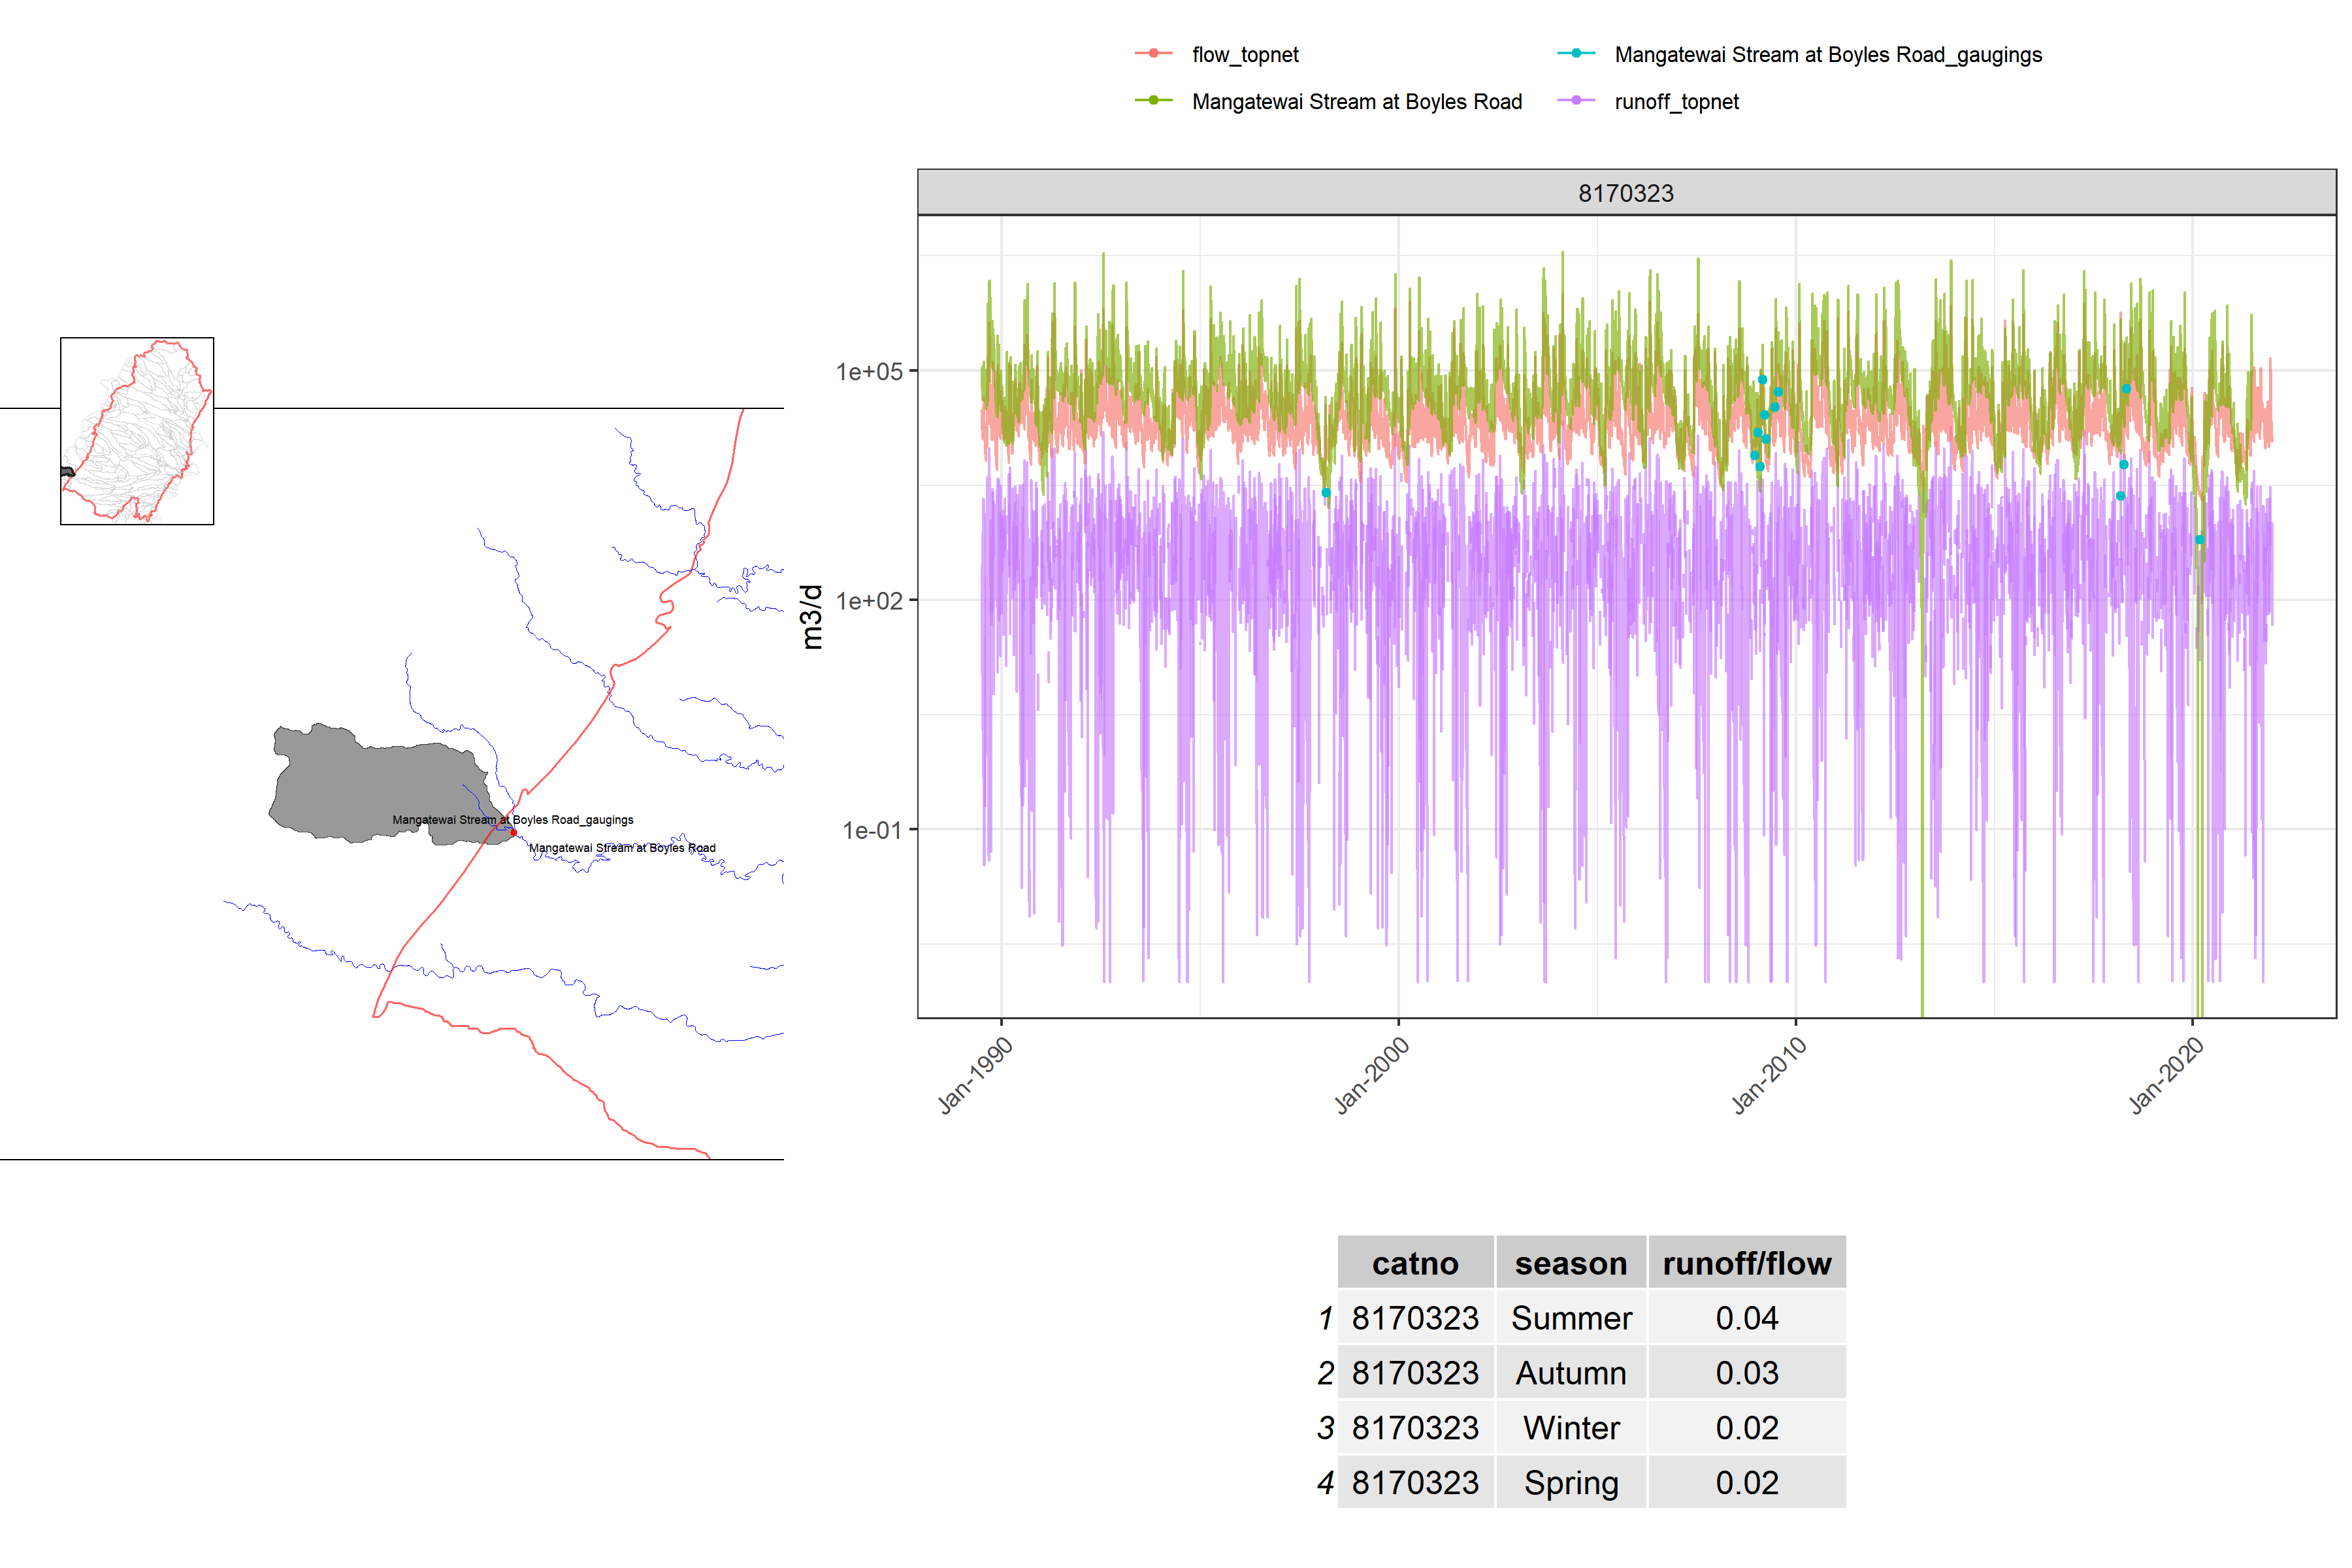 flow_topnet
Mangatewai Stream at Boyles Road_gaugings
Mangatewai Stream at Boyles Road
runoff_topnet
8170323
1e+05
1e+02
1e-01
m3/d
Jan-1990
Jan-2000
Jan-2010
Jan-2020
Mangatewai Stream at Boyles Road_gaugings
Mangatewai Stream at Boyles Road
catno season runoff/flow
1 8170323 Summer 0.04
2 8170323 Autumn 0.03
3 8170323 Winter 0.02
4 8170323 Spring 0.02